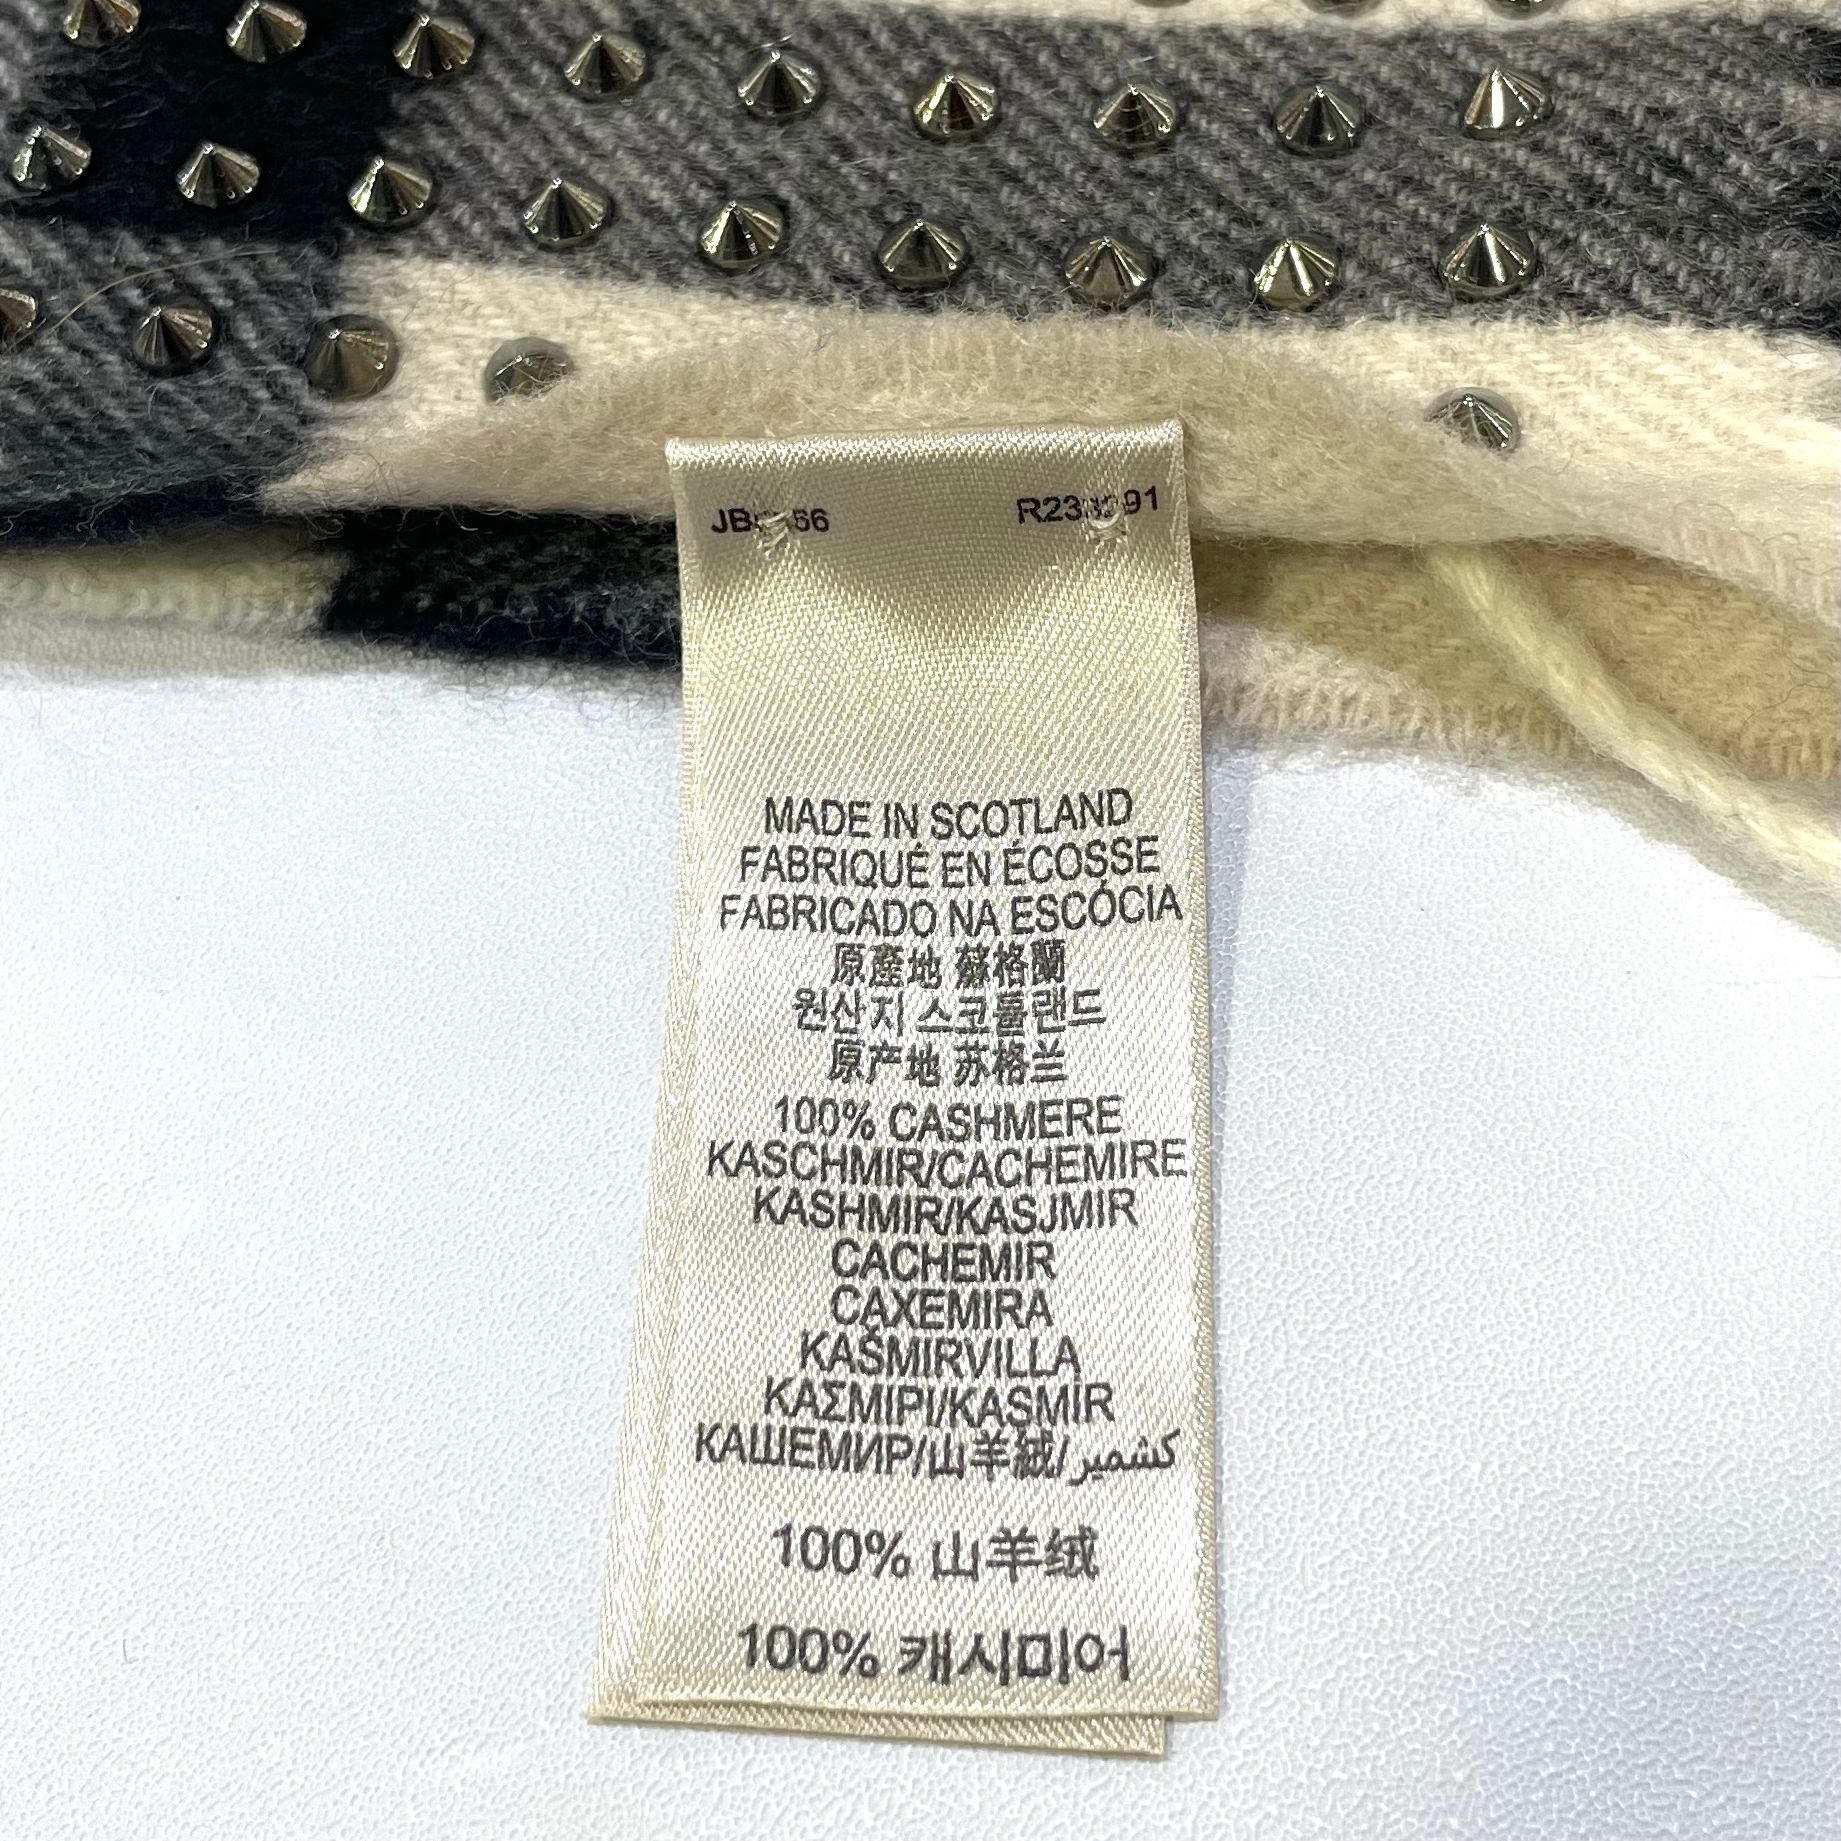 MADE IN SCOTLAND
FABRIQUÉ EN ÉCOSSE
FABRICADO NA ESCÓCIA
原產地 蘇格蘭
원산지 스코틀랜드
原产地 苏格兰
100% CASHMERE
KASCHMIR/CACHEMIRE
KASHMIR/KASJMIR
CACHEMIR
CAXEMIRA
KAŠMIRVILLA
ΚΑΣΜΙΡΙ/KAŞMİR
КАШЕМИР/山羊絨/كشمير
100% 山羊绒
100% 캐시미어